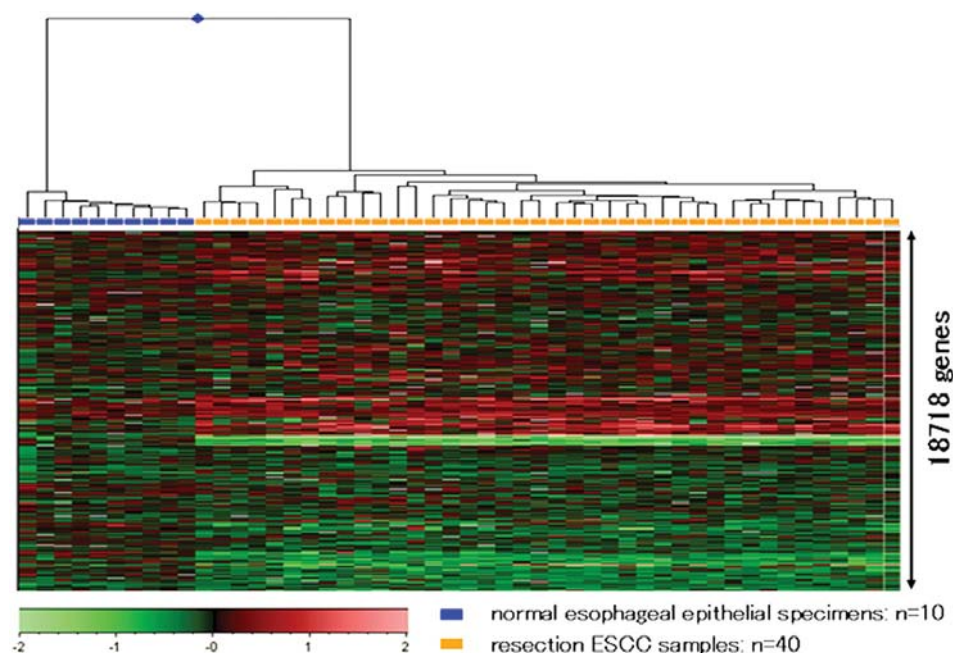 18718 genes
-2 -1 0 1 2
normal esophageal epithelial specimens: n=10
resection ESCC samples: n=40